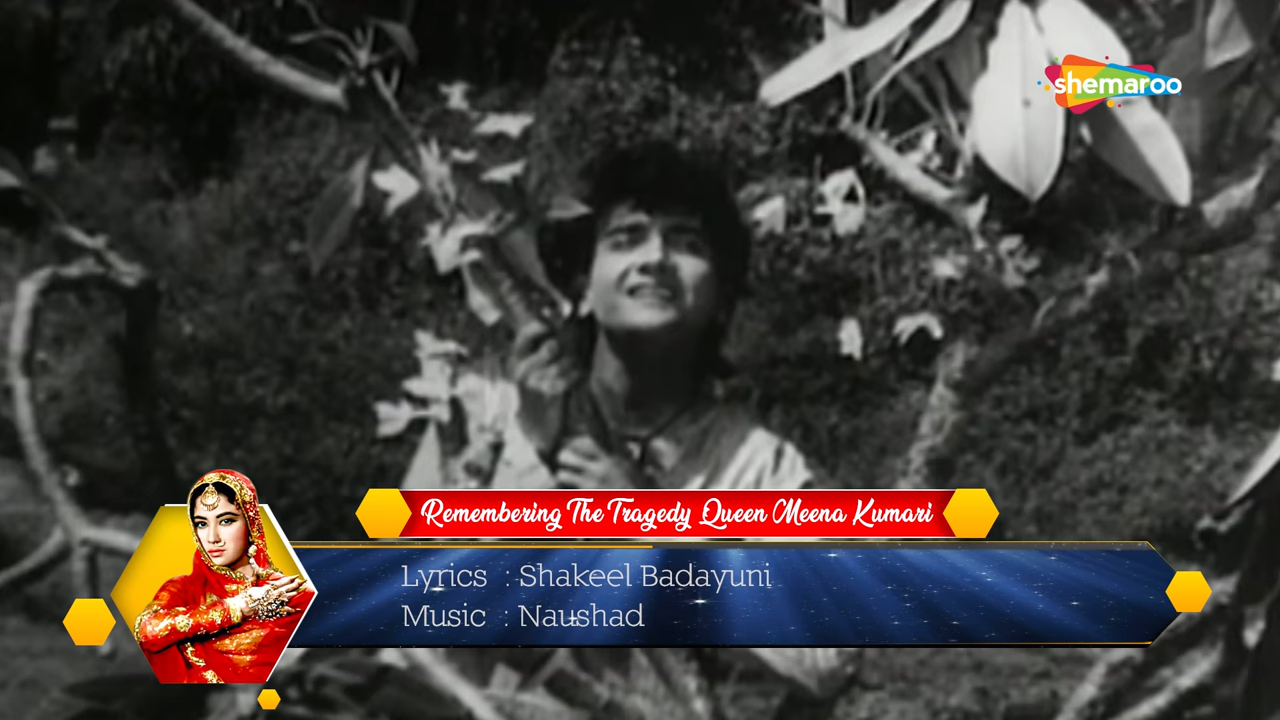 shemaroo
Remembering The Tragedy Queen Meena Kumari
Lyrics : Shakeel Badayuni
Music : Naushad